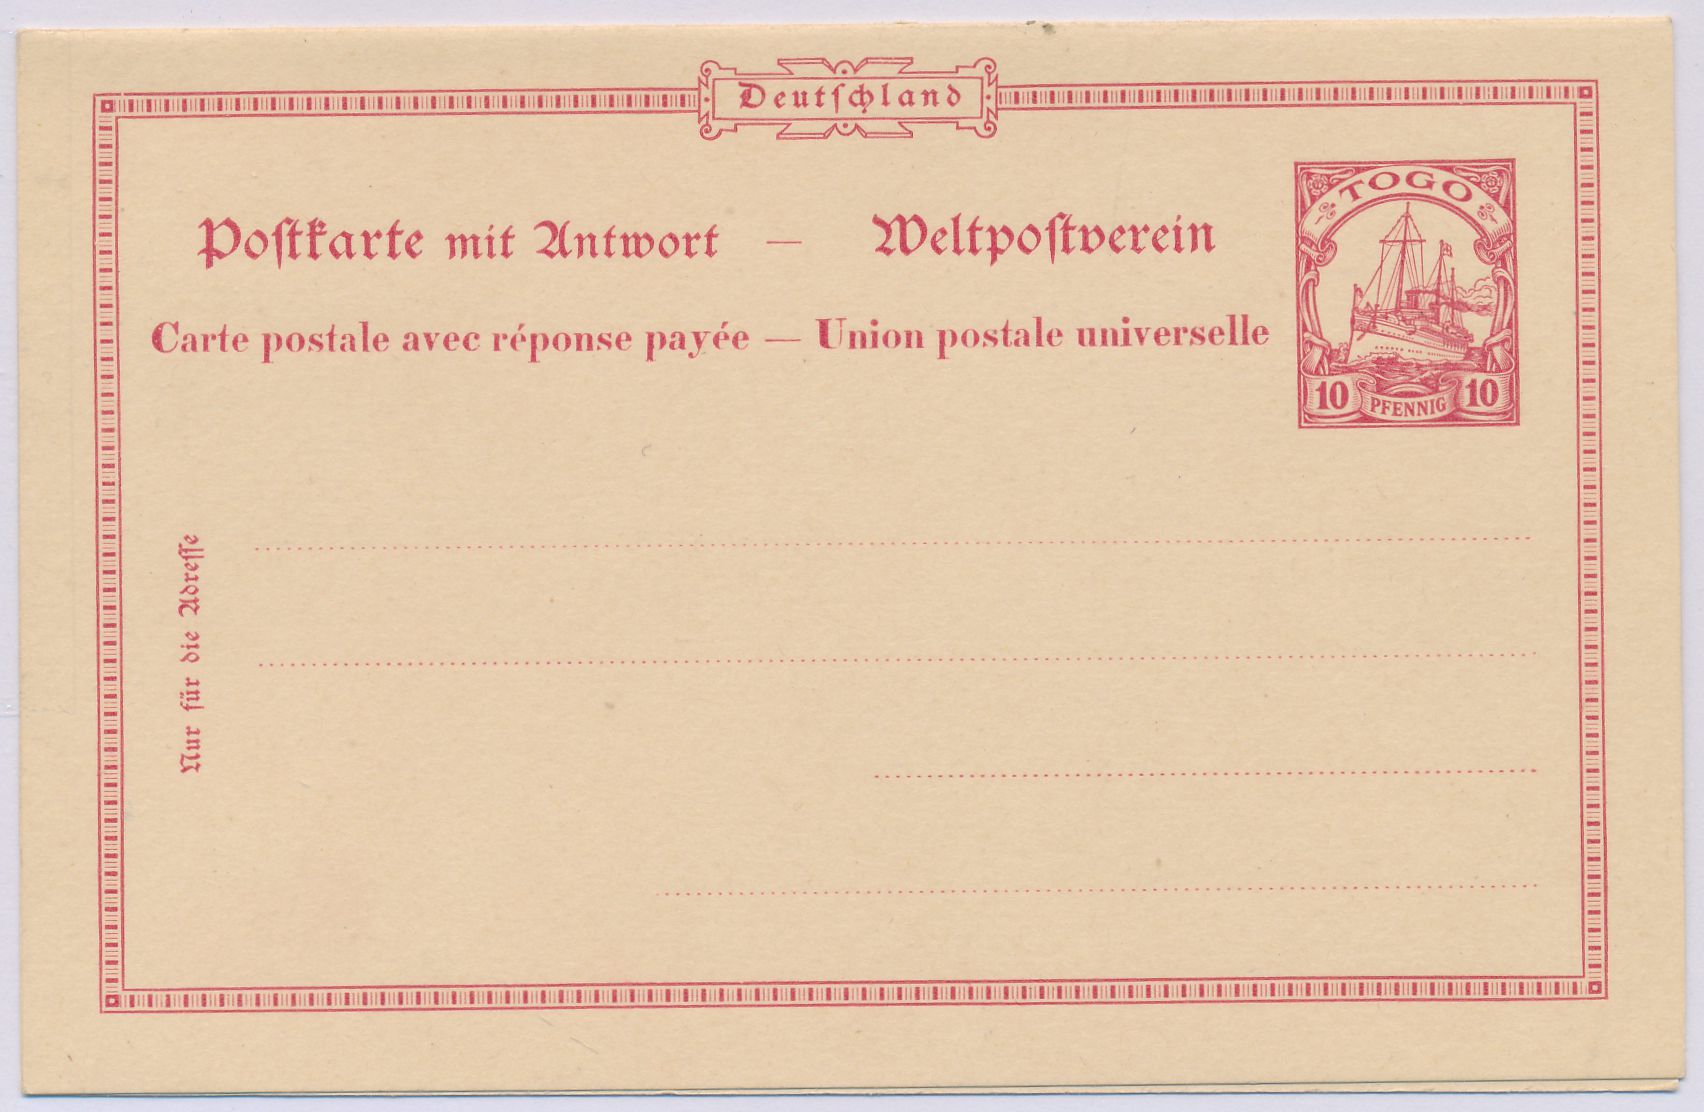 Deutſchland
Poſtkarte mit Antwort — Weltpoſtverein
Carte postale avec réponse payée — Union postale universelle
TOGO
10 PFENNIG 10
Nur für die Adreſſe